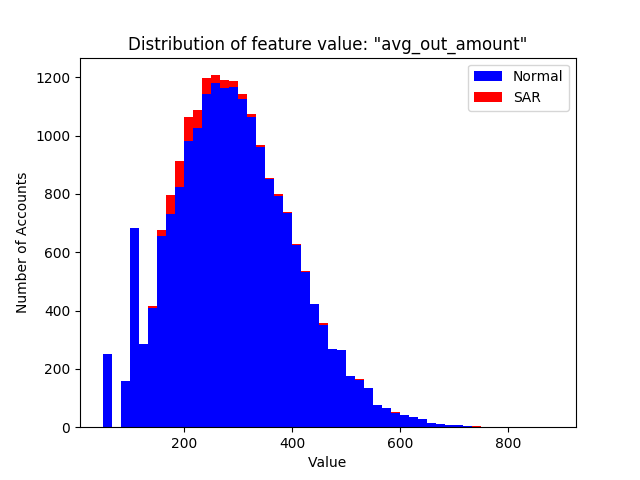 Distribution of feature value: "avg_out_amount"
Normal
SAR
1200
1000
800
600
400
200
0
Number of Accounts
200 400 600 800
Value